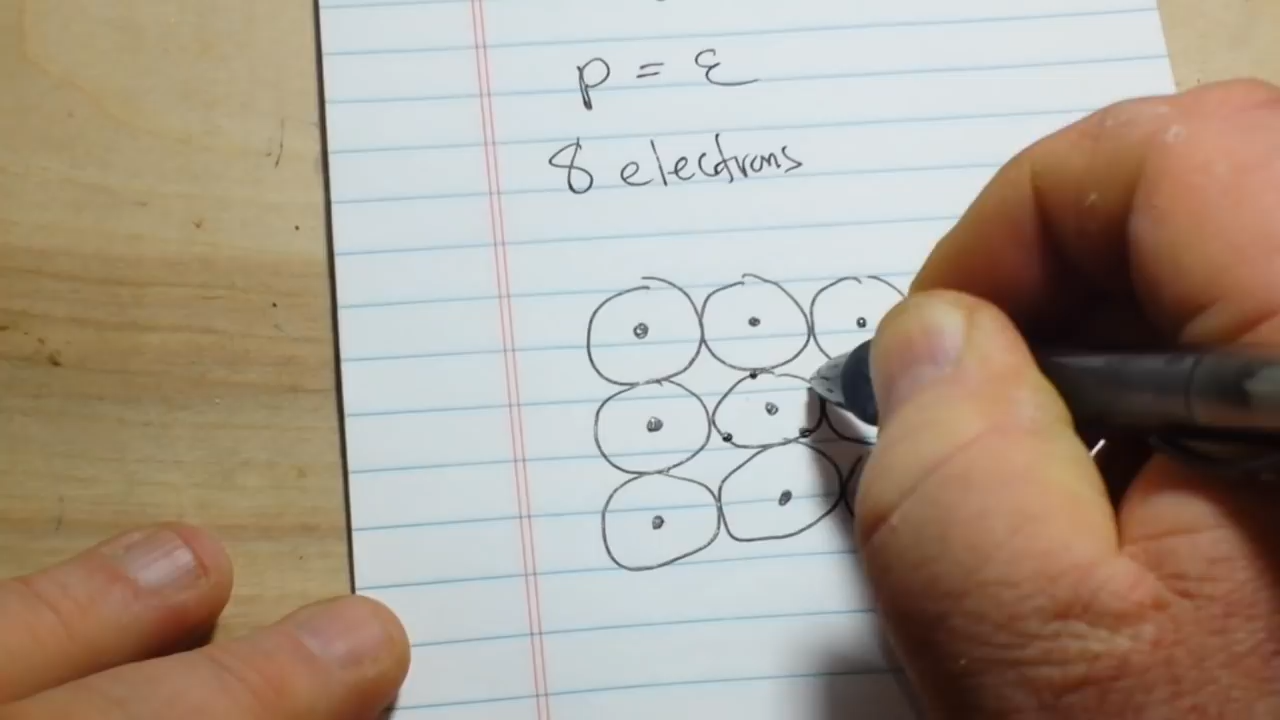 p = ε
8 electrons